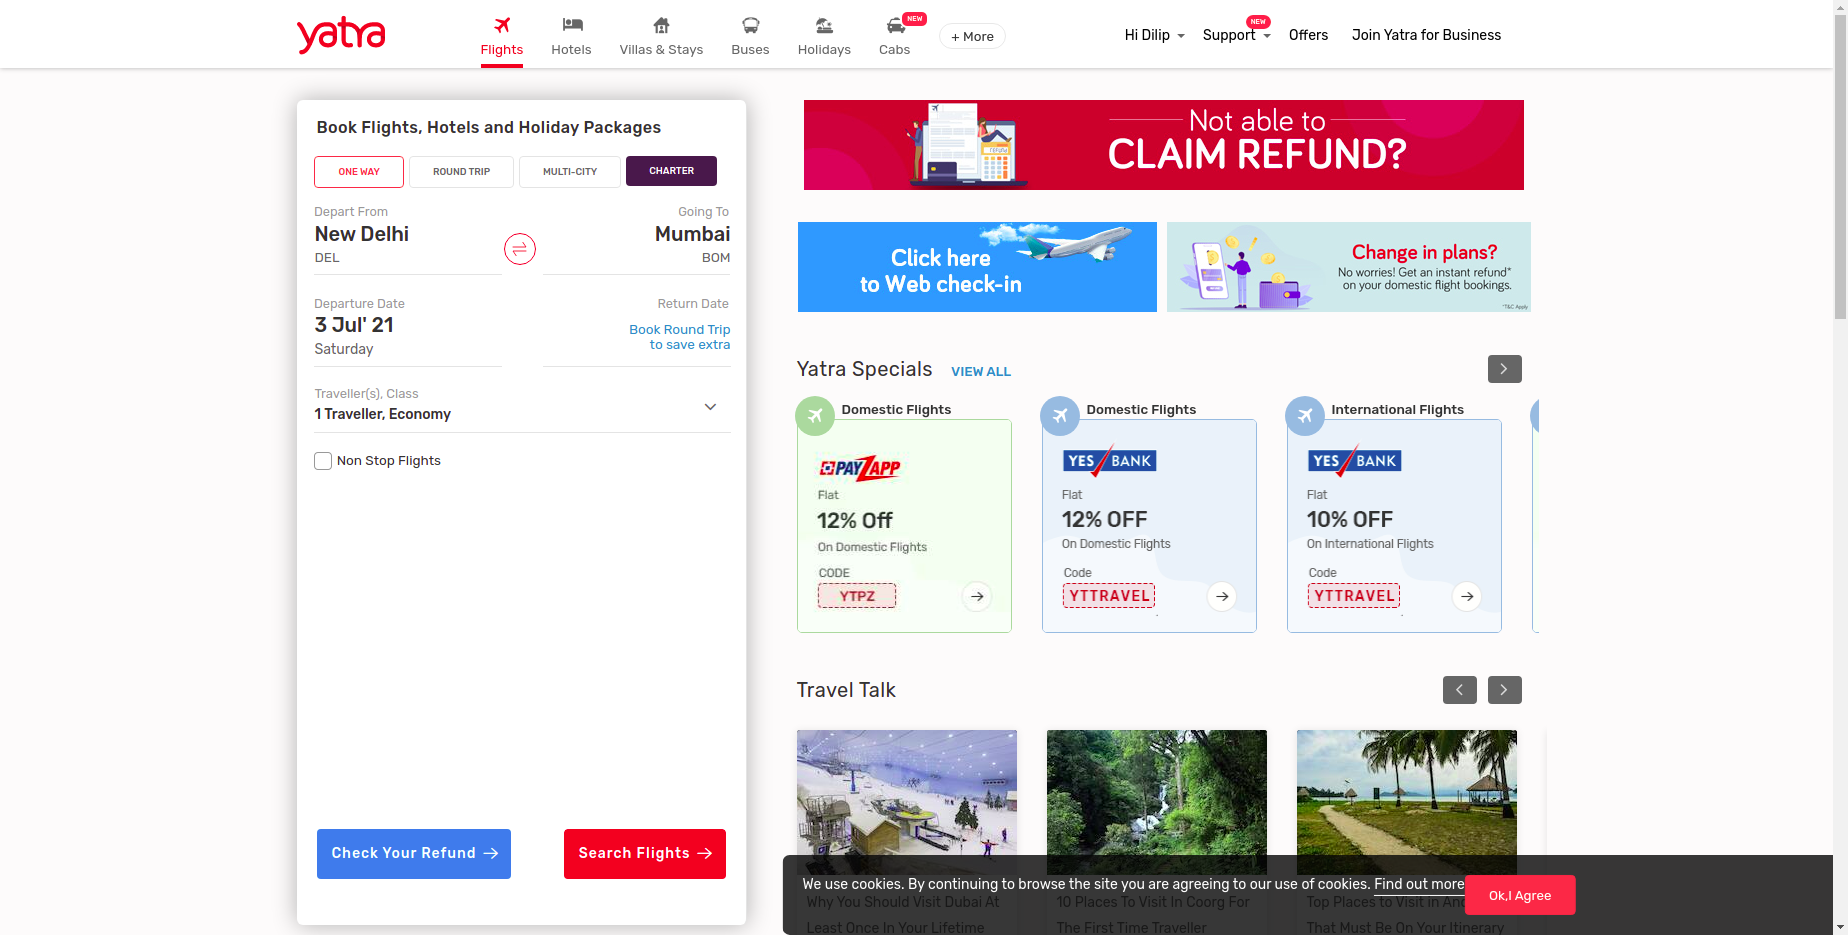 yatra
Flights
Hotels
Villas & Stays
Buses
Holidays
NEW
Cabs
+ More
Hi Dilip
NEW
Support
Offers
Join Yatra for Business
Book Flights, Hotels and Holiday Packages
ONE WAY
ROUND TRIP
MULTI-CITY
CHARTER
Depart From
New Delhi
DEL
Going To
Mumbai
BOM
Departure Date
3 Jul' 21
Saturday
Return Date
Book Round Trip
to save extra
Traveller(s), Class
1 Traveller, Economy
Non Stop Flights
Check Your Refund
Search Flights
Not able to
CLAIM REFUND?
refund
Click here
to Web check-in
Change in plans?
No worries! Get an instant refund*
on your domestic flight bookings.
*T&C Apply
Yatra Specials
VIEW ALL
Domestic Flights
PAYZAPP
Flat
12% Off
On Domestic Flights
CODE
YTPZ
Domestic Flights
YES BANK
Flat
12% OFF
On Domestic Flights
Code
YTTRAVEL
International Flights
YES BANK
Flat
10% OFF
On International Flights
Code
YTTRAVEL
Travel Talk
We use cookies. By continuing to browse the site you are agreeing to our use of cookies. Find out more
Ok,I Agree
Why You Should Visit Dubai At
Least Once In Your Lifetime
10 Places To Visit In Coorg For
The First Time Traveller
Top Places to Visit in
That Must Be On Your Itinerary